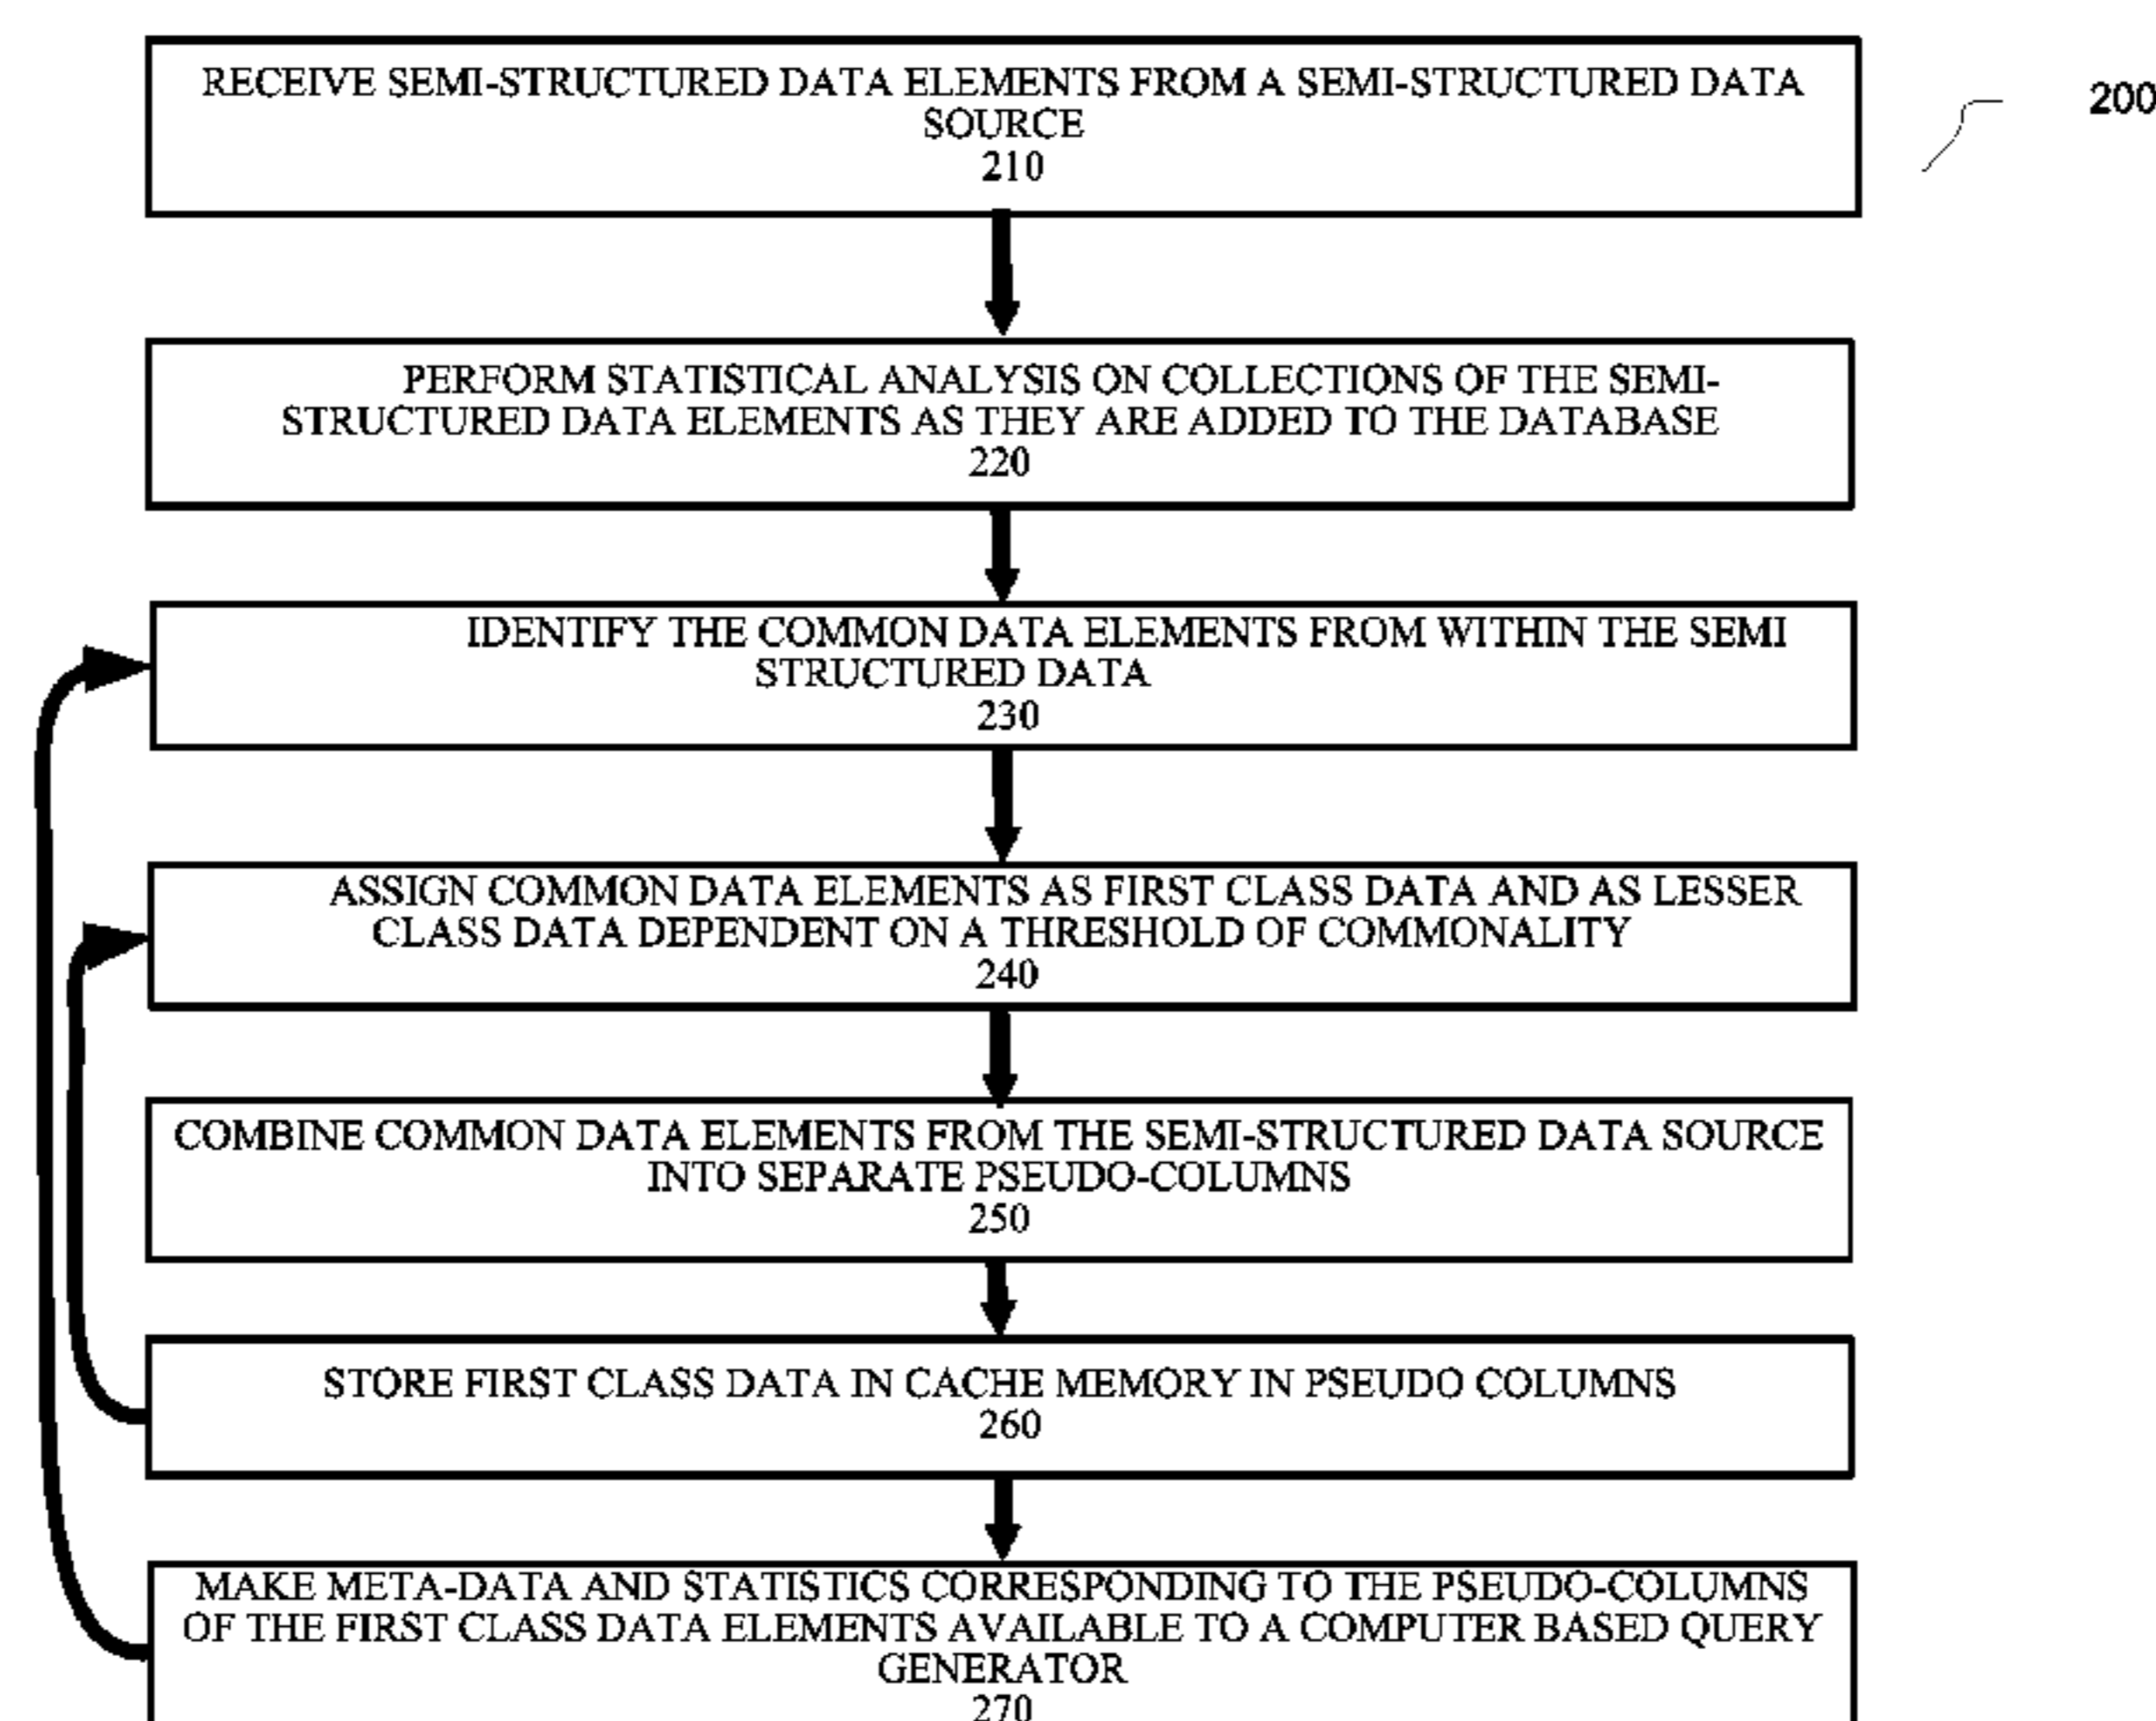 RECEIVE SEMI-STRUCTURED DATA ELEMENTS FROM A SEMI-STRUCTURED DATA
SOURCE
210
200
PERFORM STATISTICAL ANALYSIS ON COLLECTIONS OF THE SEMI-
STRUCTURED DATA ELEMENTS AS THEY ARE ADDED TO THE DATABASE
220
IDENTIFY THE COMMON DATA ELEMENTS FROM WITHIN THE SEMI
STRUCTURED DATA
230
ASSIGN COMMON DATA ELEMENTS AS FIRST CLASS DATA AND AS LESSER
CLASS DATA DEPENDENT ON A THRESHOLD OF COMMONALITY
240
COMBINE COMMON DATA ELEMENTS FROM THE SEMI-STRUCTURED DATA SOURCE
INTO SEPARATE PSEUDO-COLUMNS
250
STORE FIRST CLASS DATA IN CACHE MEMORY IN PSEUDO COLUMNS
260
MAKE META-DATA AND STATISTICS CORRESPONDING TO THE PSEUDO-COLUMNS
OF THE FIRST CLASS DATA ELEMENTS AVAILABLE TO A COMPUTER BASED QUERY
GENERATOR
270